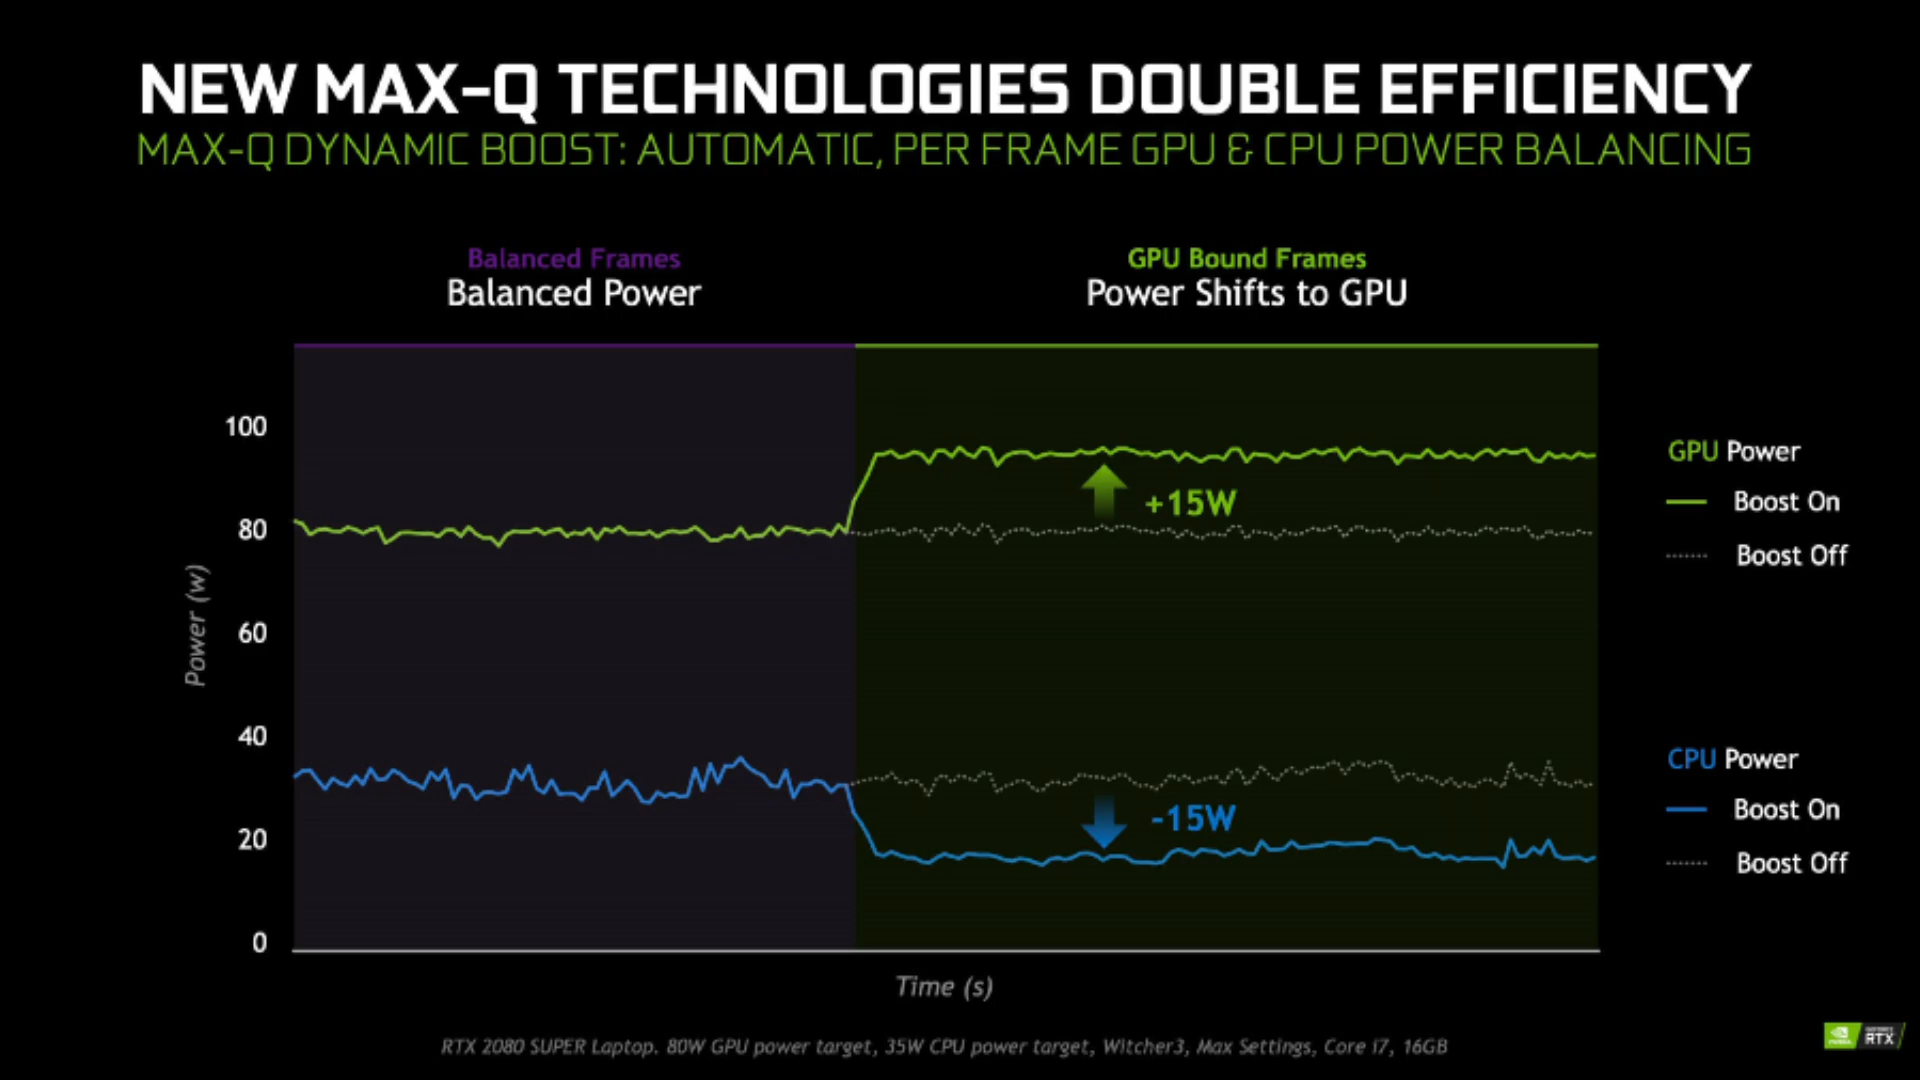 NEW MAX-Q TECHNOLOGIES DOUBLE EFFICIENCY
MAX-Q DYNAMIC BOOST: AUTOMATIC, PER FRAME GPU & CPU POWER BALANCING
Balanced Frames
Balanced Power
GPU Bound Frames
Power Shifts to GPU
100
80
60
40
20
0
Power (w)
+15W
-15W
GPU Power
Boost On
Boost Off
CPU Power
Boost On
Boost Off
Time (s)
RTX 2080 SUPER Laptop. 80W GPU power target, 35W CPU power target, Witcher3, Max Settings, Core i7, 16GB
RTX